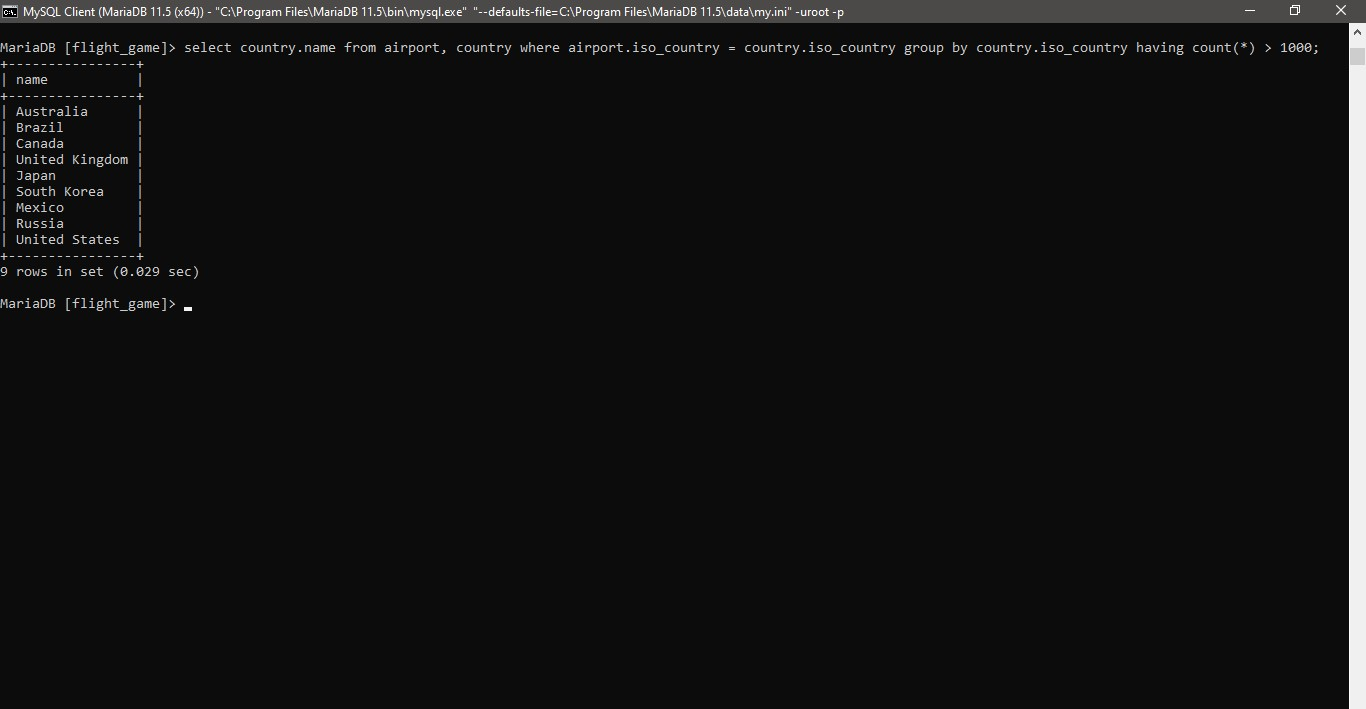 MySQL Client (MariaDB 11.5 (x64)) - "C:\Program Files\MariaDB 11.5\bin\mysql.exe" "--defaults-file=C:\Program Files\MariaDB 11.5\data\my.ini" -uroot -p
MariaDB [flight_game]> select country.name from airport, country where airport.iso_country = country.iso_country group by country.iso_country having count(*) > 1000;
+----------------+
| name           |
+----------------+
| Australia      |
| Brazil         |
| Canada         |
| United Kingdom |
| Japan          |
| South Korea    |
| Mexico         |
| Russia         |
| United States  |
+----------------+
9 rows in set (0.029 sec)
MariaDB [flight_game]> _